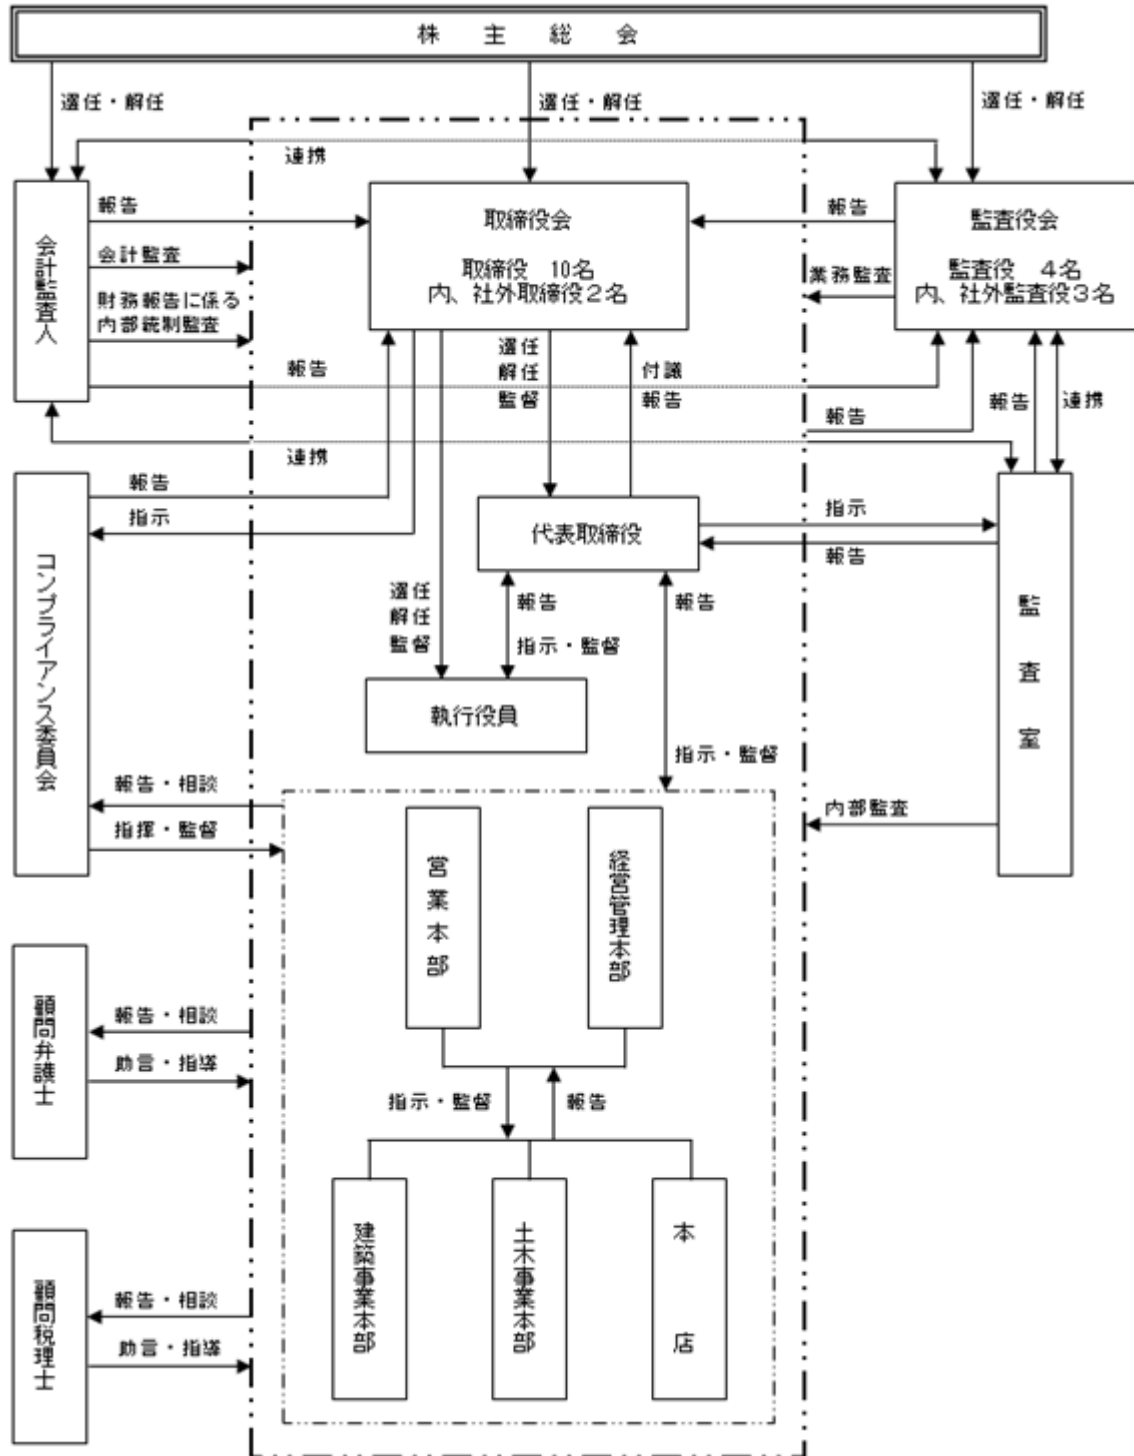 株主総会
選任・解任
選任・解任
選任・解任
連携
会計監査人
報告
会計監査
財務報告に係る
内部統制監査
取締役会
取締役 10名
内、社外取締役2名
報告
業務監査
監査役会
監査役 4名
内、社外監査役3名
報告
選任
解任
監督
付議
報告
報告
報告
連携
連携
報告
指示
コンプライアンス委員会
代表取締役
指示
報告
監査室
選任
解任
監督
報告
指示・監督
報告
執行役員
指示・監督
報告・相談
指揮・監督
内部監査
営業本部
経営管理本部
顧問弁護士
報告・相談
助言・指導
指示・監督
報告
建築事業本部
土木事業本部
本店
顧問税理士
報告・相談
助言・指導